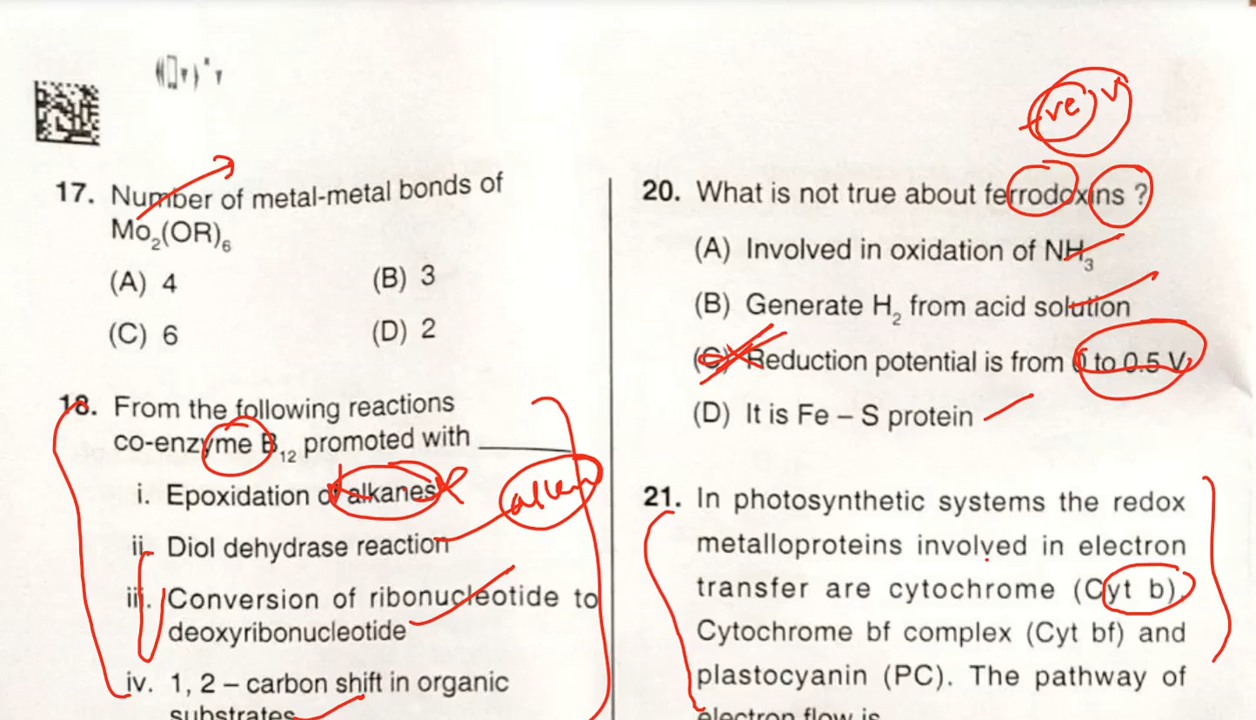 17. Number of metal-metal bonds of
Mo₂(OR)₆
(A) 4 (B) 3
(C) 6 (D) 2
18. From the following reactions
co-enzyme B₁₂ promoted with ______
i. Epoxidation of alkanes
ii. Diol dehydrase reaction
iii. Conversion of ribonucleotide to
deoxyribonucleotide
iv. 1, 2 – carbon shift in organic
substrates
-ve V
20. What is not true about ferrodoxins ?
(A) Involved in oxidation of NH₃
(B) Generate H₂ from acid solution
(C) Reduction potential is from 0 to 0.5 V
(D) It is Fe – S protein
21. In photosynthetic systems the redox
metalloproteins involved in electron
transfer are cytochrome (Cyt b),
Cytochrome bf complex (Cyt bf) and
plastocyanin (PC). The pathway of
electron flow is